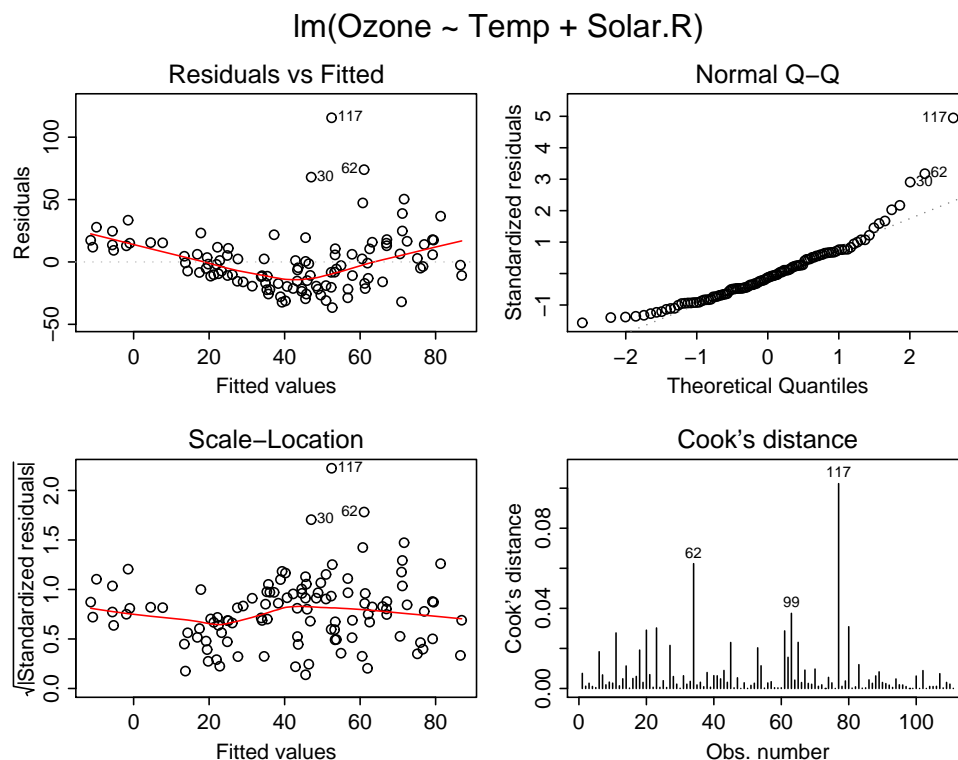 lm(Ozone ~ Temp + Solar.R)
Residuals vs Fitted
Residuals
100
50
0
−50
117
62
30
0 20 40 60 80
Fitted values
Normal Q−Q
Standardized residuals
5
4
3
2
1
−1
117
62
30
−2 −1 0 1 2
Theoretical Quantiles
Scale−Location
√|Standardized residuals|
2.0
1.5
1.0
0.5
0.0
117
62
30
0 20 40 60 80
Fitted values
Cook's distance
Cook's distance
0.08
0.04
0.00
117
62
99
0 20 40 60 80 100
Obs. number